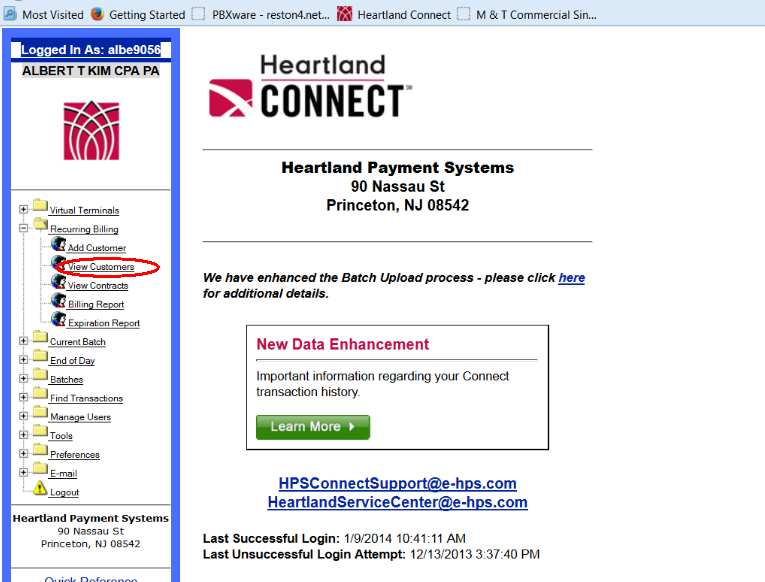 Most Visited Getting Started PBXware - reston4.net... Heartland Connect M & T Commercial Sin...
Logged In As: albe9056
ALBERT T KIM CPA PA
Virtual Terminals
Recurring Billing
Add Customer
View Customers
View Contracts
Billing Report
Expiration Report
Current Batch
End of Day
Batches
Find Transactions
Manage Users
Tools
Preferences
E-mail
Logout
Heartland Payment Systems
90 Nassau St
Princeton, NJ 08542
Quick Reference
Heartland
CONNECT
Heartland Payment Systems
90 Nassau St
Princeton, NJ 08542
We have enhanced the Batch Upload process - please click here
for additional details.
New Data Enhancement
Important information regarding your Connect
transaction history.
Learn More
HPSConnectSupport@e-hps.com
HeartlandServiceCenter@e-hps.com
Last Successful Login: 1/9/2014 10:41:11 AM
Last Unsuccessful Login Attempt: 12/13/2013 3:37:40 PM